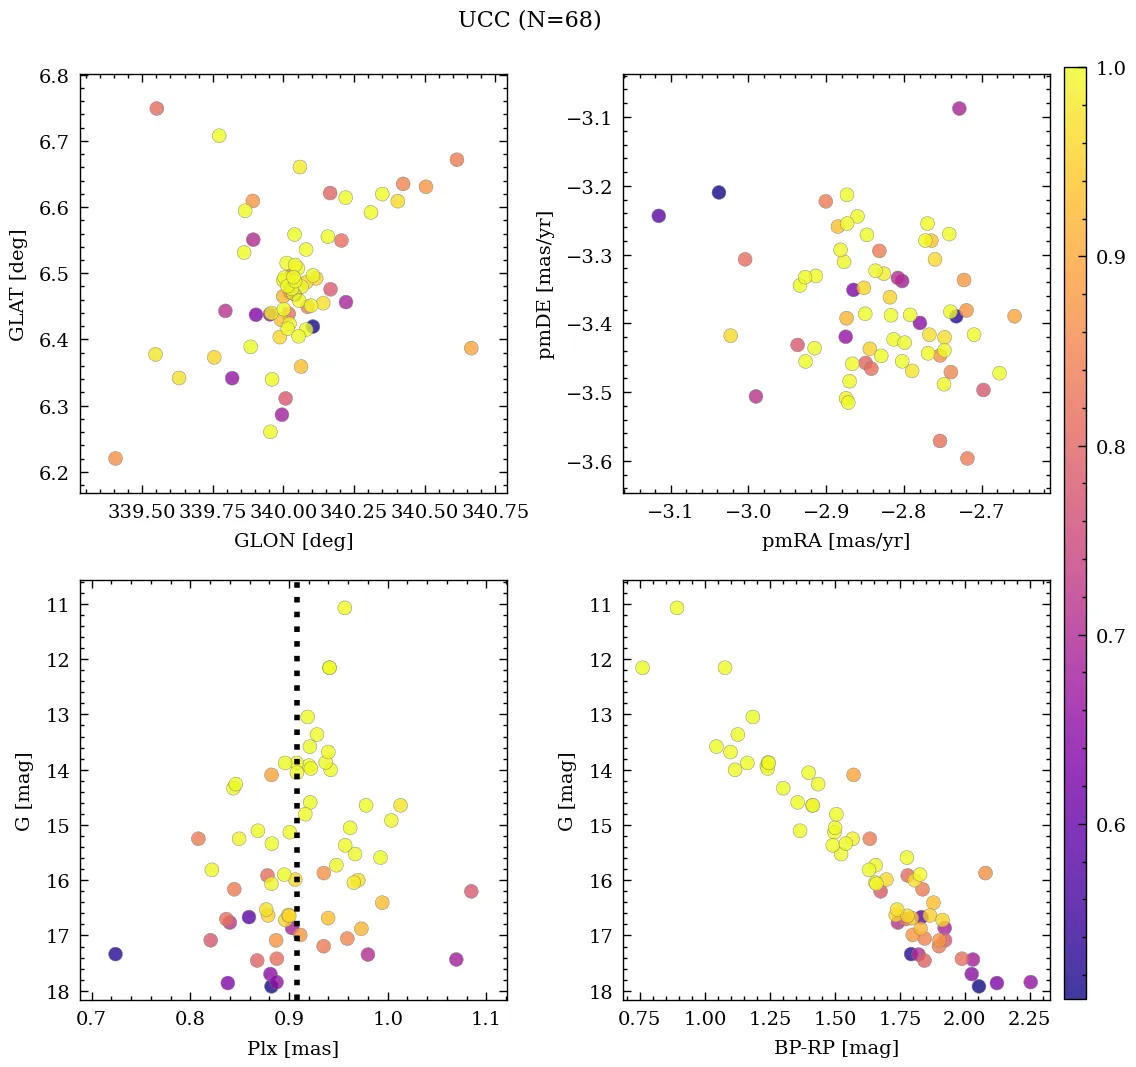 UCC (N=68)
6.8
6.7
6.6
6.5
6.4
6.3
6.2
GLAT [deg]
339.50 339.75 340.00 340.25 340.50 340.75
GLON [deg]
−3.1
−3.2
−3.3
−3.4
−3.5
−3.6
pmDE [mas/yr]
−3.1 −3.0 −2.9 −2.8 −2.7
pmRA [mas/yr]
11
12
13
14
15
16
17
18
G [mag]
0.7 0.8 0.9 1.0 1.1
Plx [mas]
11
12
13
14
15
16
17
18
G [mag]
0.75 1.00 1.25 1.50 1.75 2.00 2.25
BP-RP [mag]
1.0
0.9
0.8
0.7
0.6